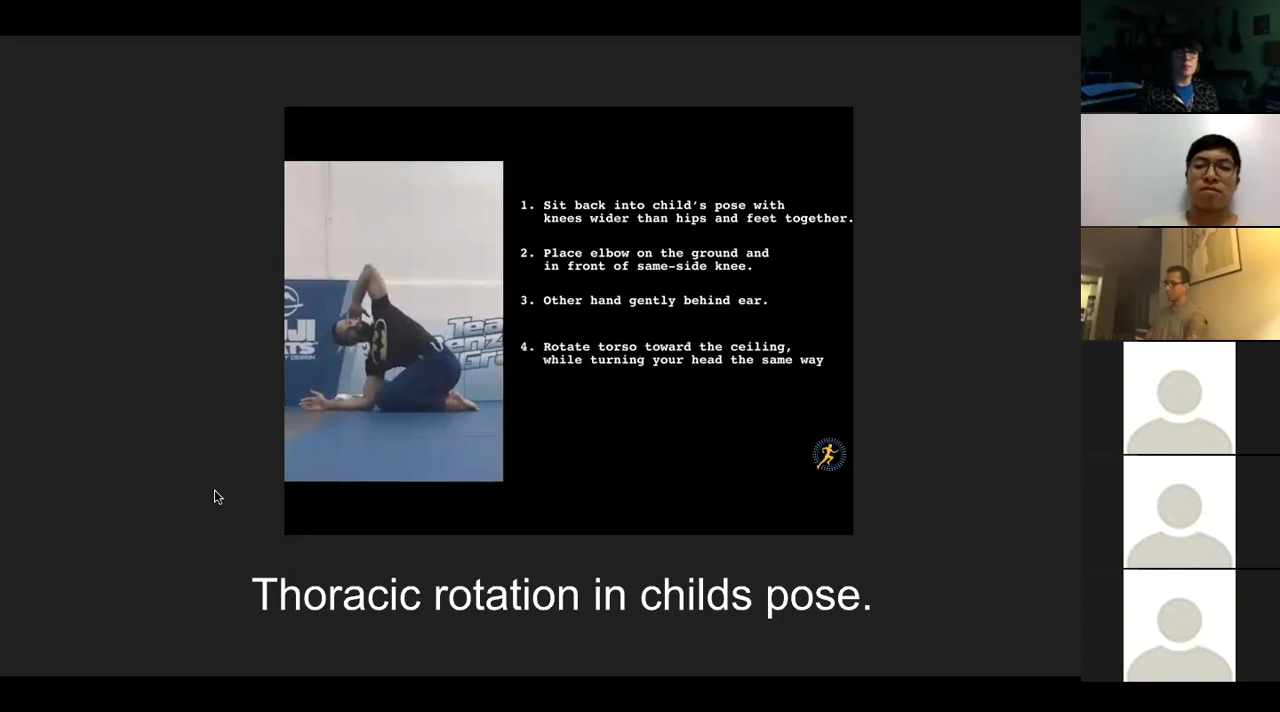 1. Sit back into child's pose with
knees wider than hips and feet together.
2. Place elbow on the ground and
in front of same-side knee.
3. Other hand gently behind ear.
4. Rotate torso toward the ceiling,
while turning your head the same way
Tea
Gra
Thoracic rotation in childs pose.